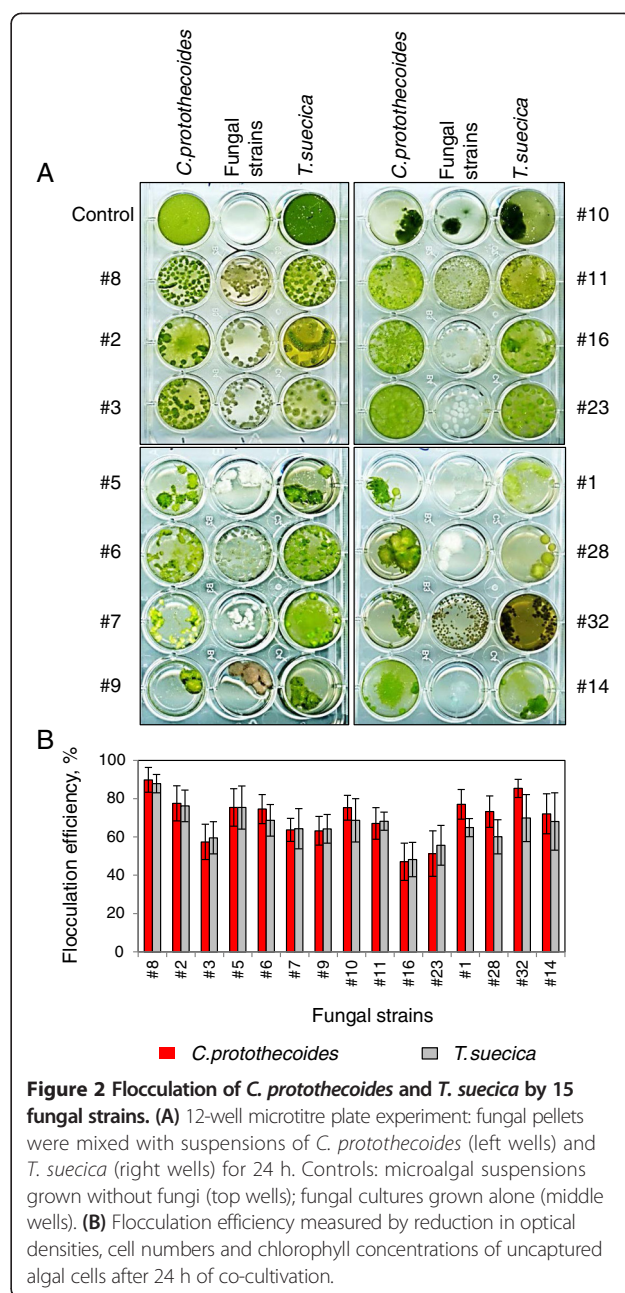 C.protothecoides
Fungal strains
T.suecica
C.protothecoides
Fungal strains
T.suecica
A
Control
#8
#2
#3
#10
#11
#16
#23
#5
#6
#7
#9
#1
#28
#32
#14
B
Flocculation efficiency, %
100
80
60
40
20
0
#8
#2
#3
#5
#6
#7
#9
#10
#11
#16
#23
#1
#28
#32
#14
Fungal strains
C.protothecoides
T.suecica
Figure 2 Flocculation of C. protothecoides and T. suecica by 15
fungal strains. (A) 12-well microtitre plate experiment: fungal pellets
were mixed with suspensions of C. protothecoides (left wells) and
T. suecica (right wells) for 24 h. Controls: microalgal suspensions
grown without fungi (top wells); fungal cultures grown alone (middle
wells). (B) Flocculation efficiency measured by reduction in optical
densities, cell numbers and chlorophyll concentrations of uncaptured
algal cells after 24 h of co-cultivation.